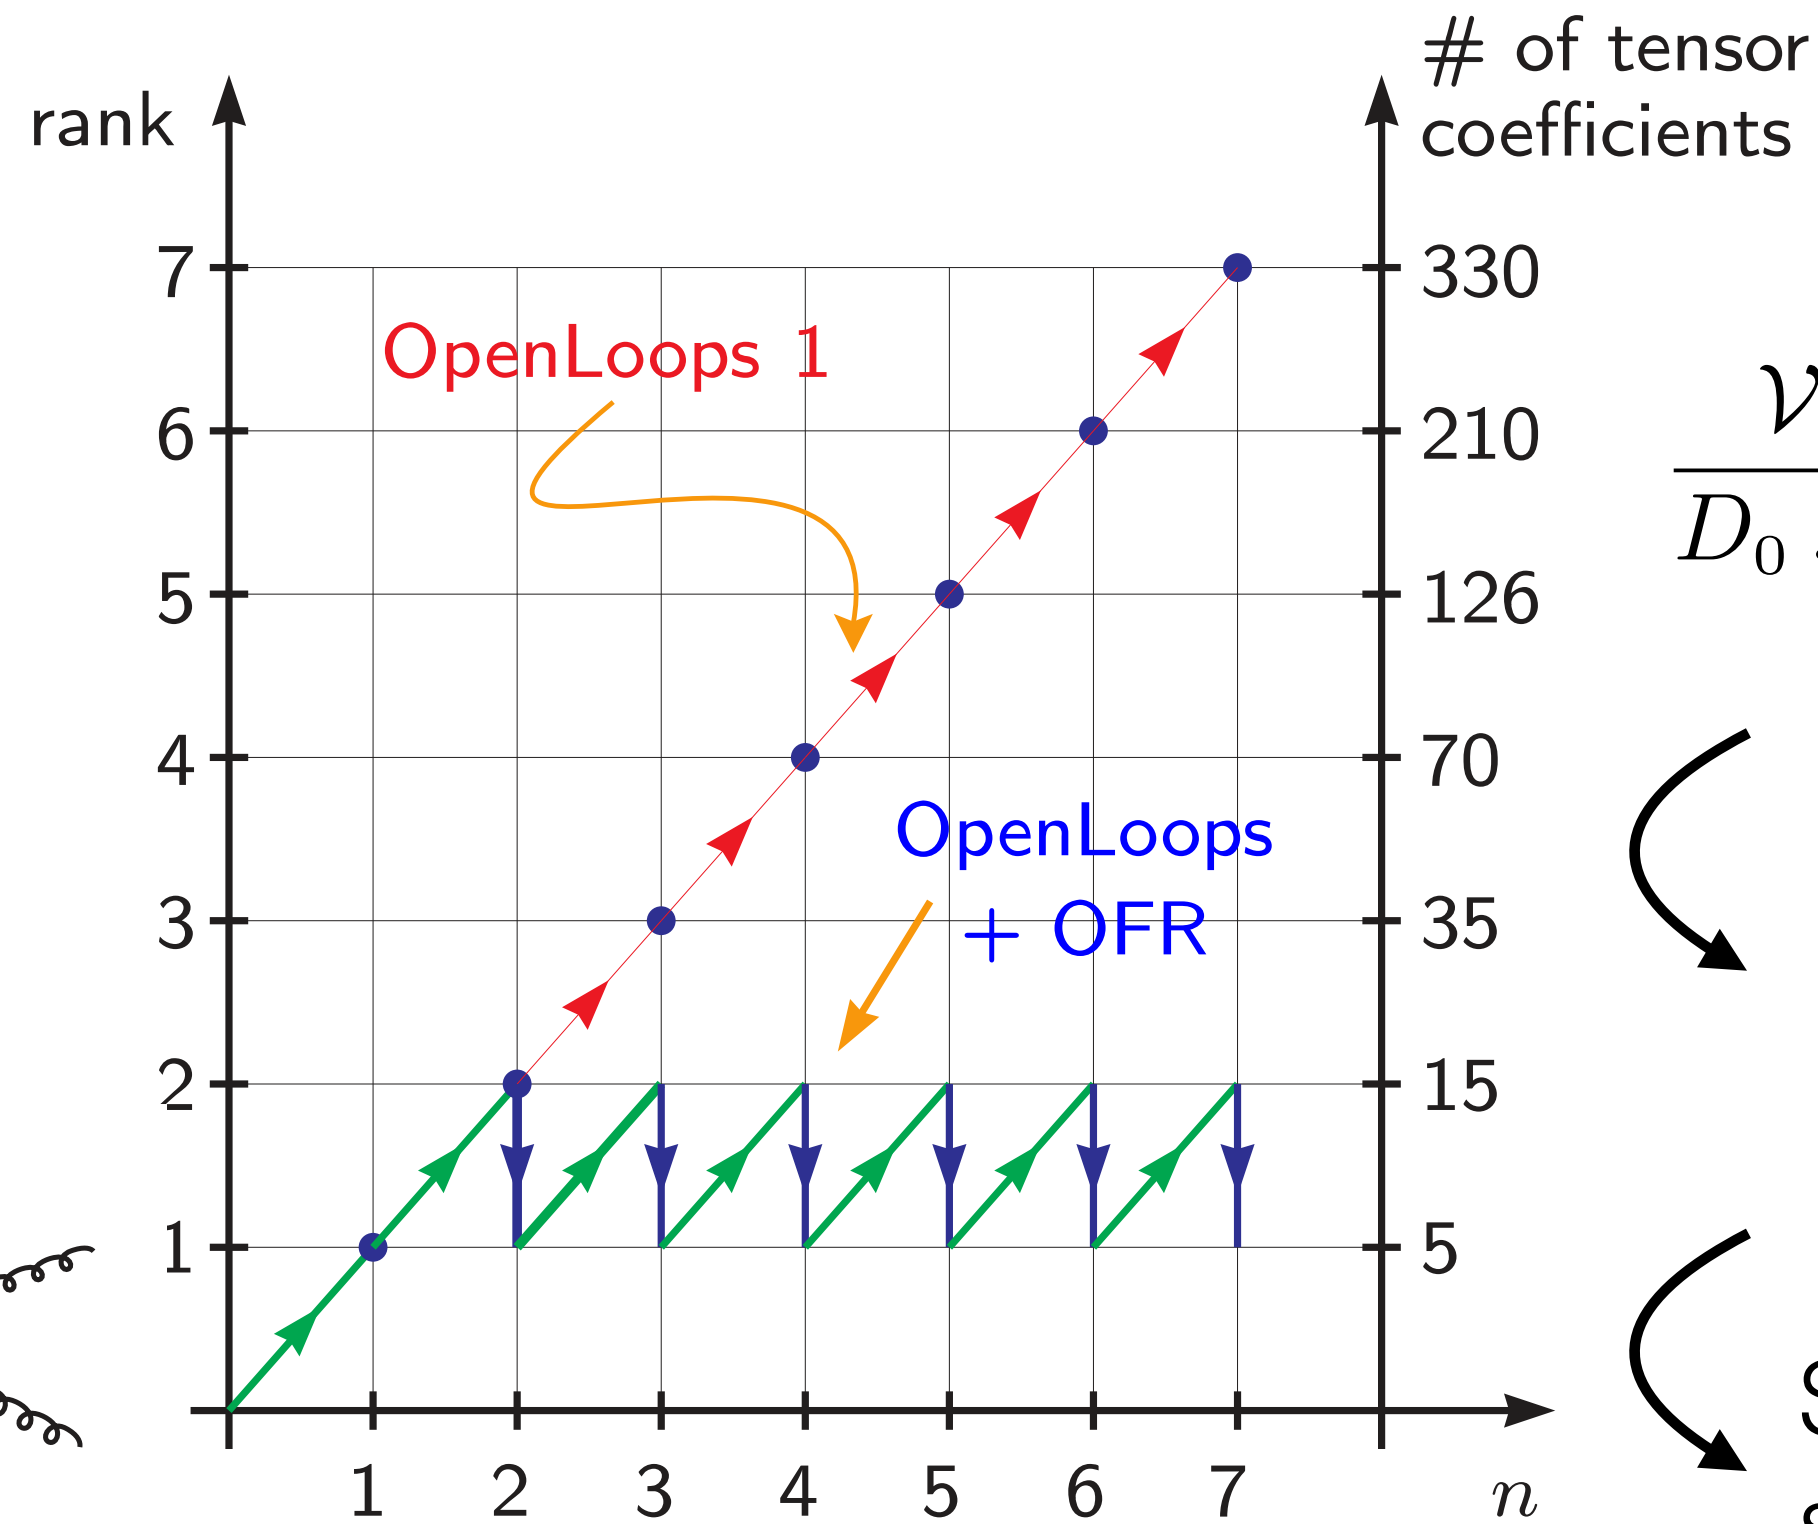 # of tensor
coefficients
rank
7
330
OpenLoops 1
6
210
𝒱
D₀
5
126
4
70
OpenLoops
+ OFR
3
35
2
15
1
5
1 2 3 4 5 6 7 n